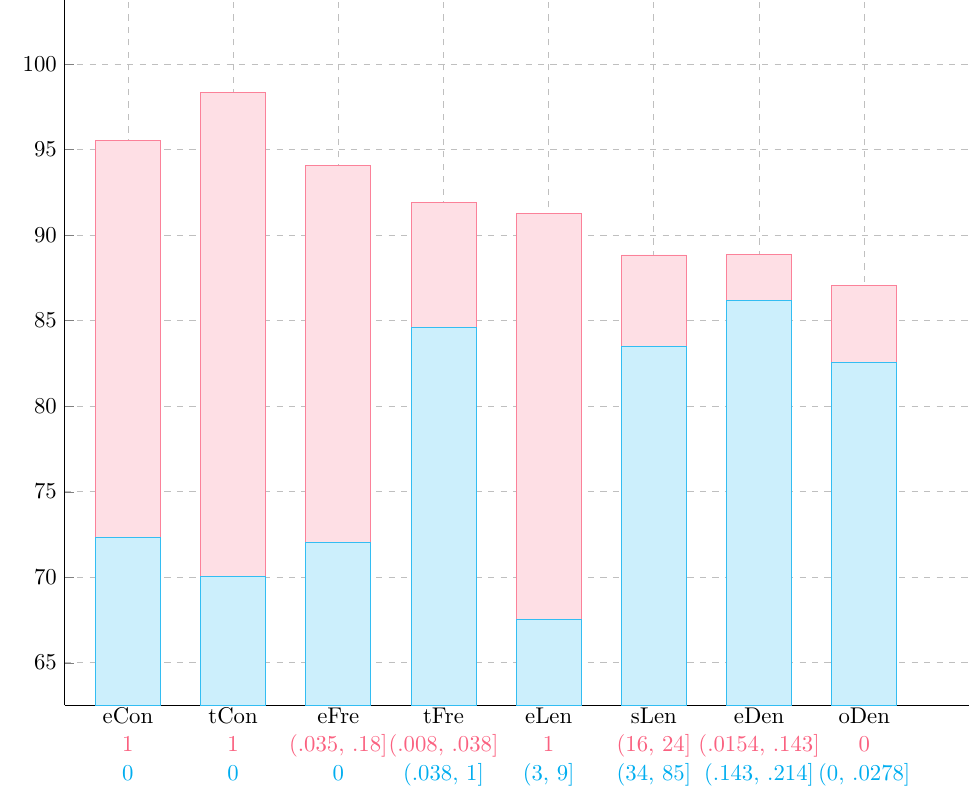 100
95
90
85
80
75
70
65
eCon tCon eFre tFre eLen sLen eDen oDen
1 1 (.035, .18] (.008, .038] 1 (16, 24] (.0154, .143] 0
0 0 0 (.038, 1] (3, 9] (34, 85] (.143, .214] (0, .0278]